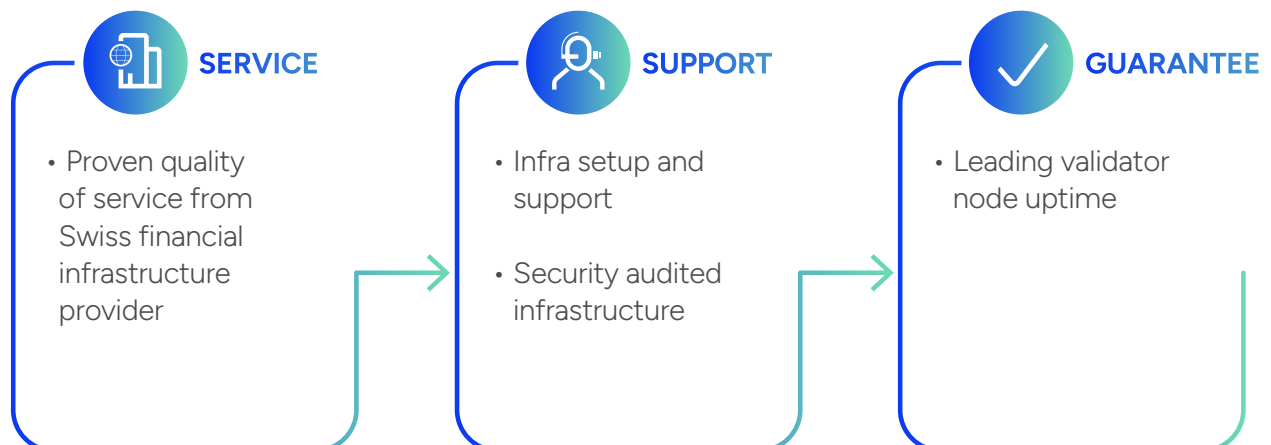 SERVICE
• Proven quality
of service from
Swiss financial
infrastructure
provider
SUPPORT
• Infra setup and
support
• Security audited
infrastructure
GUARANTEE
• Leading validator
node uptime